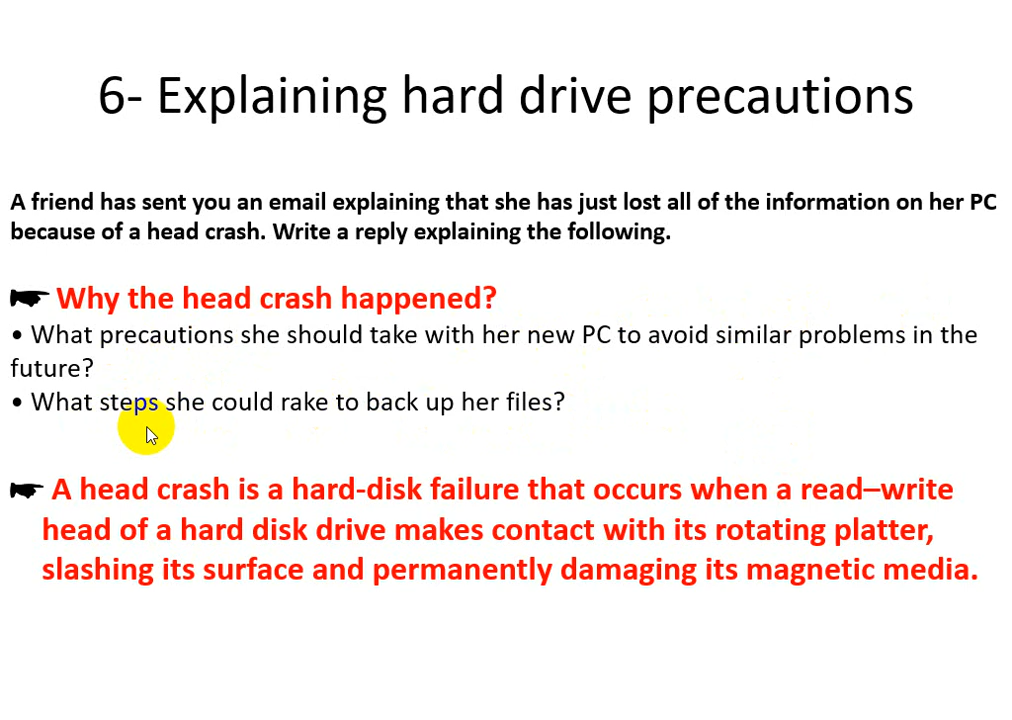 6- Explaining hard drive precautions
A friend has sent you an email explaining that she has just lost all of the information on her PC
because of a head crash. Write a reply explaining the following.
Why the head crash happened?
• What precautions she should take with her new PC to avoid similar problems in the
future?
• What steps she could rake to back up her files?
A head crash is a hard-disk failure that occurs when a read–write
head of a hard disk drive makes contact with its rotating platter,
slashing its surface and permanently damaging its magnetic media.